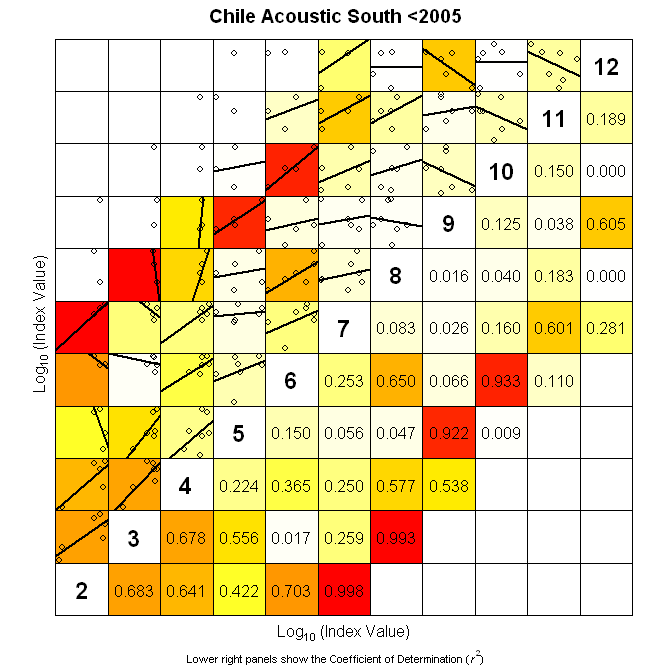 Chile Acoustic South <2005
12
11 0.189
10 0.150 0.000
9 0.125 0.038 0.605
8 0.016 0.040 0.183 0.000
7 0.083 0.026 0.160 0.601 0.281
6 0.253 0.650 0.066 0.933 0.110
5 0.150 0.056 0.047 0.922 0.009
4 0.224 0.365 0.250 0.577 0.538
3 0.678 0.556 0.017 0.259 0.993
2 0.683 0.641 0.422 0.703 0.998
Log10 (Index Value)
Log10 (Index Value)
Lower right panels show the Coefficient of Determination (r²)